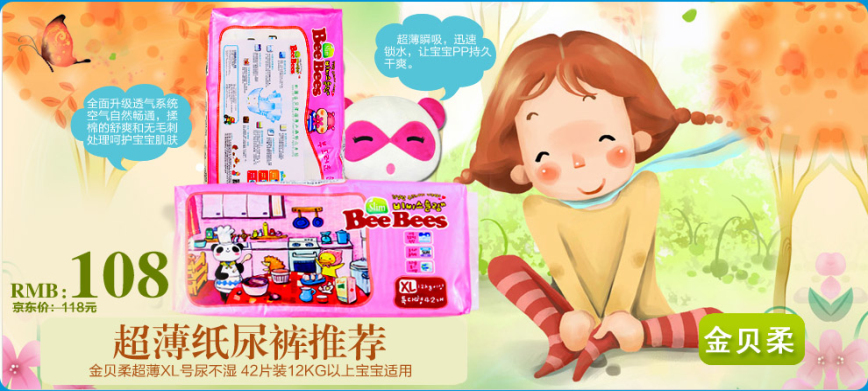 超薄瞬吸，迅速
锁水，让宝宝PP持久
干爽。
全面升级透气系统
空气自然畅通，揉
棉的舒爽和无毛刺
处理呵护宝宝肌肤
Bee Bees
Slim
Bee Bees
XL
RMB:108
京东价：118元
超薄纸尿裤推荐
金贝柔超薄XL号尿不湿 42片装12KG以上宝宝适用
金贝柔